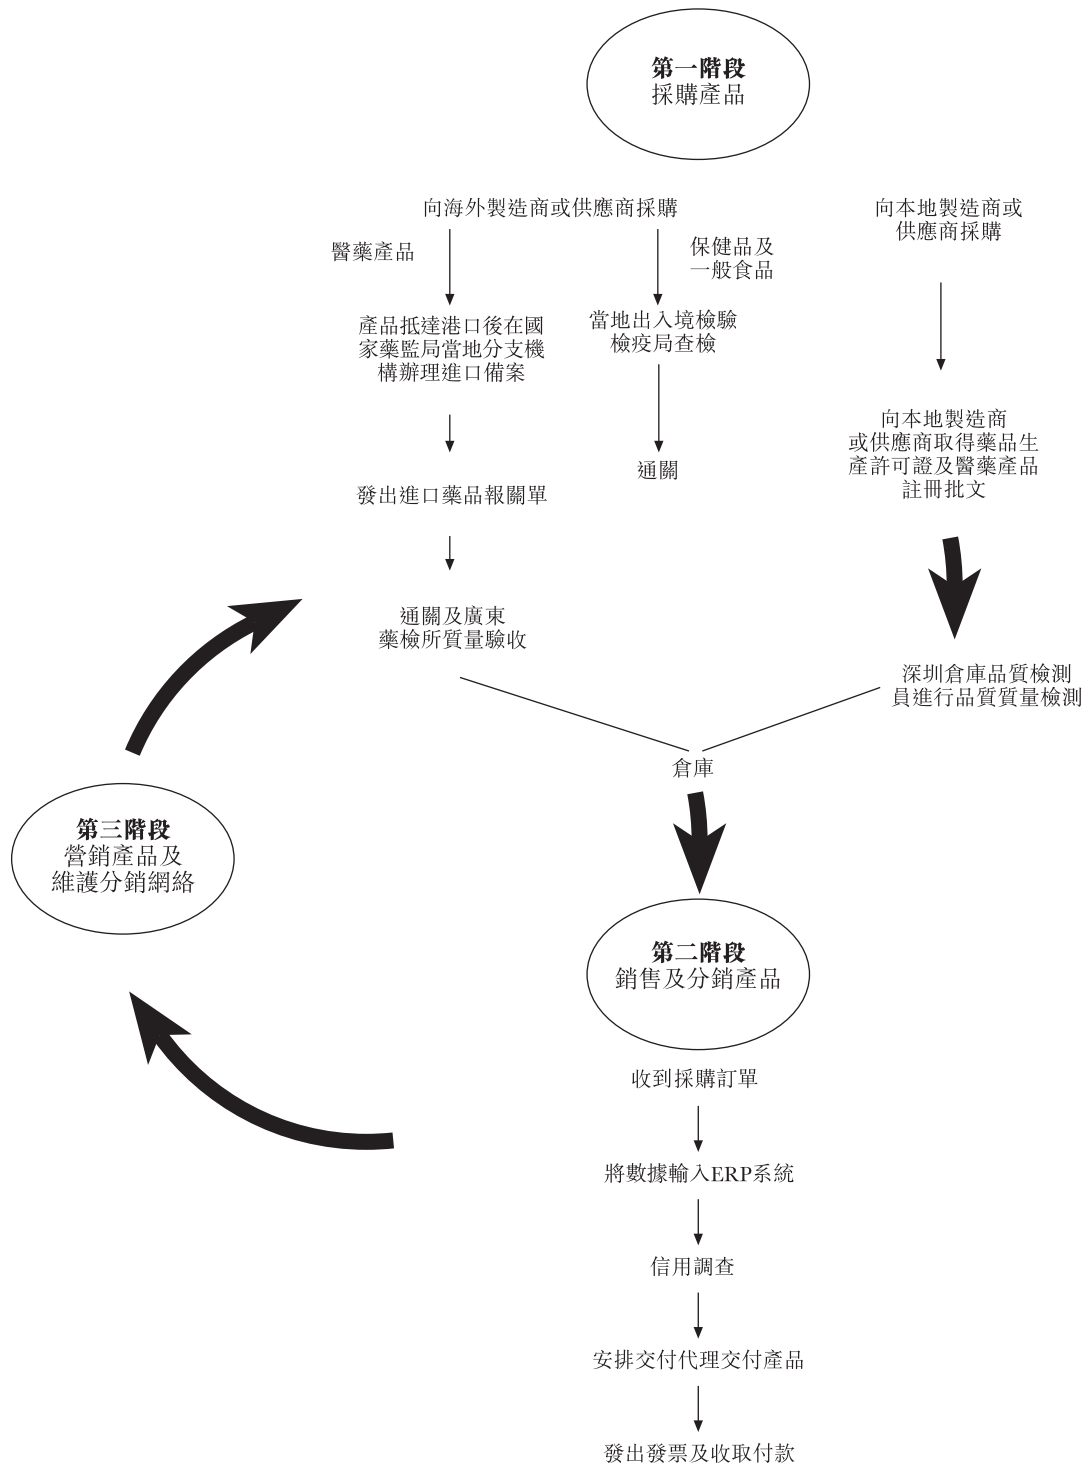 第一階段
採購產品
向海外製造商或供應商採購
醫藥產品
保健品及
一般食品
產品抵達港口後在國
家藥監局當地分支機
構辦理進口備案
當地出入境檢驗
檢疫局查檢
發出進口藥品報關單
通關
通關及廣東
藥檢所質量驗收
向本地製造商或
供應商採購
向本地製造商
或供應商取得藥品生
產許可證及醫藥產品
註冊批文
深圳倉庫品質檢測
員進行品質質量檢測
倉庫
第二階段
銷售及分銷產品
收到採購訂單
將數據輸入ERP系統
信用調查
安排交付代理交付產品
發出發票及收取付款
第三階段
營銷產品及
維護分銷網絡